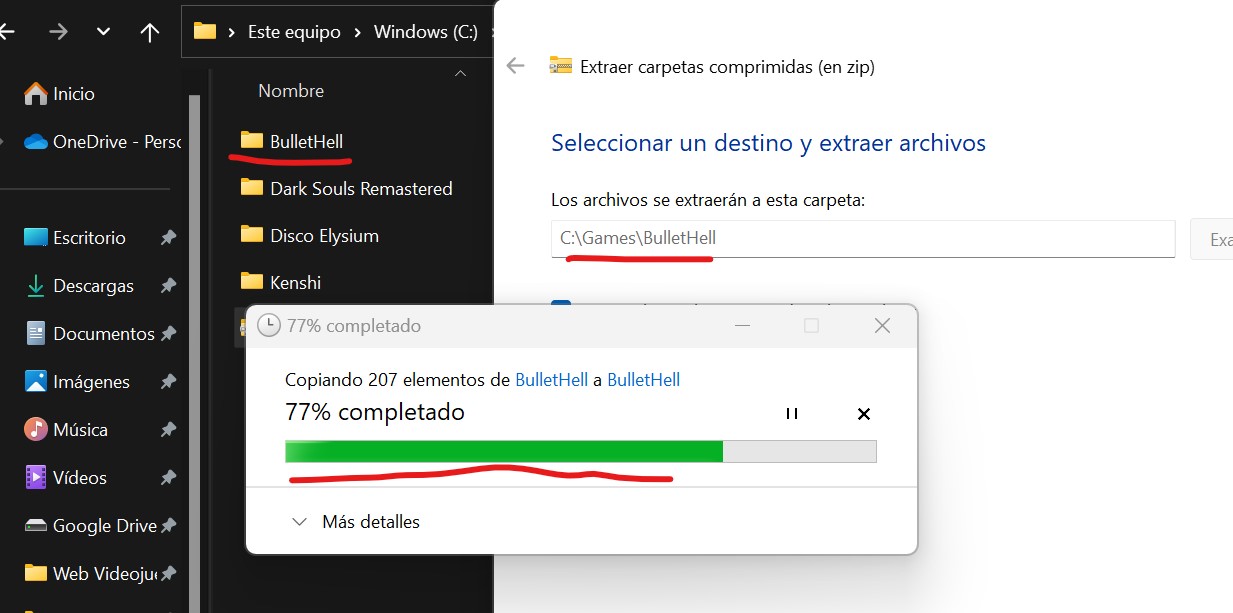 Este equipo > Windows (C:)
Nombre
Inicio
OneDrive - Perso
Escritorio
Descargas
Documentos
Imágenes
Música
Vídeos
Google Drive
Web Videojue
BulletHell
Dark Souls Remastered
Disco Elysium
Kenshi
Extraer carpetas comprimidas (en zip)
Seleccionar un destino y extraer archivos
Los archivos se extraerán a esta carpeta:
C:\Games\BulletHell
Exa
77% completado
Copiando 207 elementos de BulletHell a BulletHell
77% completado
Más detalles